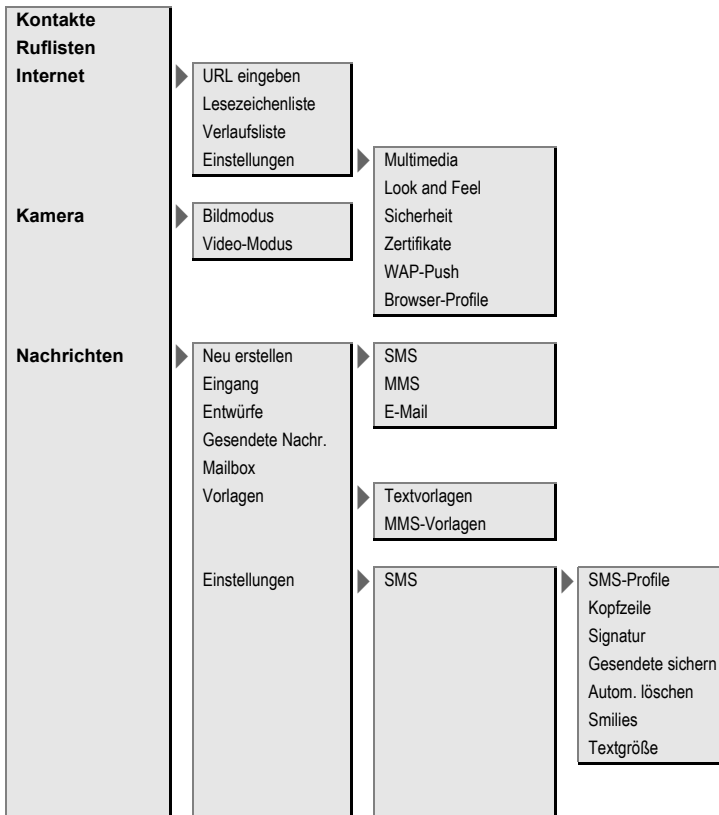 Kontakte
Ruflisten
Internet
URL eingeben
Lesezeichenliste
Verlaufsliste
Einstellungen
Multimedia
Look and Feel
Sicherheit
Zertifikate
WAP-Push
Browser-Profile
Kamera
Bildmodus
Video-Modus
Nachrichten
Neu erstellen
SMS
MMS
E-Mail
Eingang
Entwürfe
Gesendete Nachr.
Mailbox
Vorlagen
Textvorlagen
MMS-Vorlagen
Einstellungen
SMS
SMS-Profile
Kopfzeile
Signatur
Gesendete sichern
Autom. löschen
Smilies
Textgröße